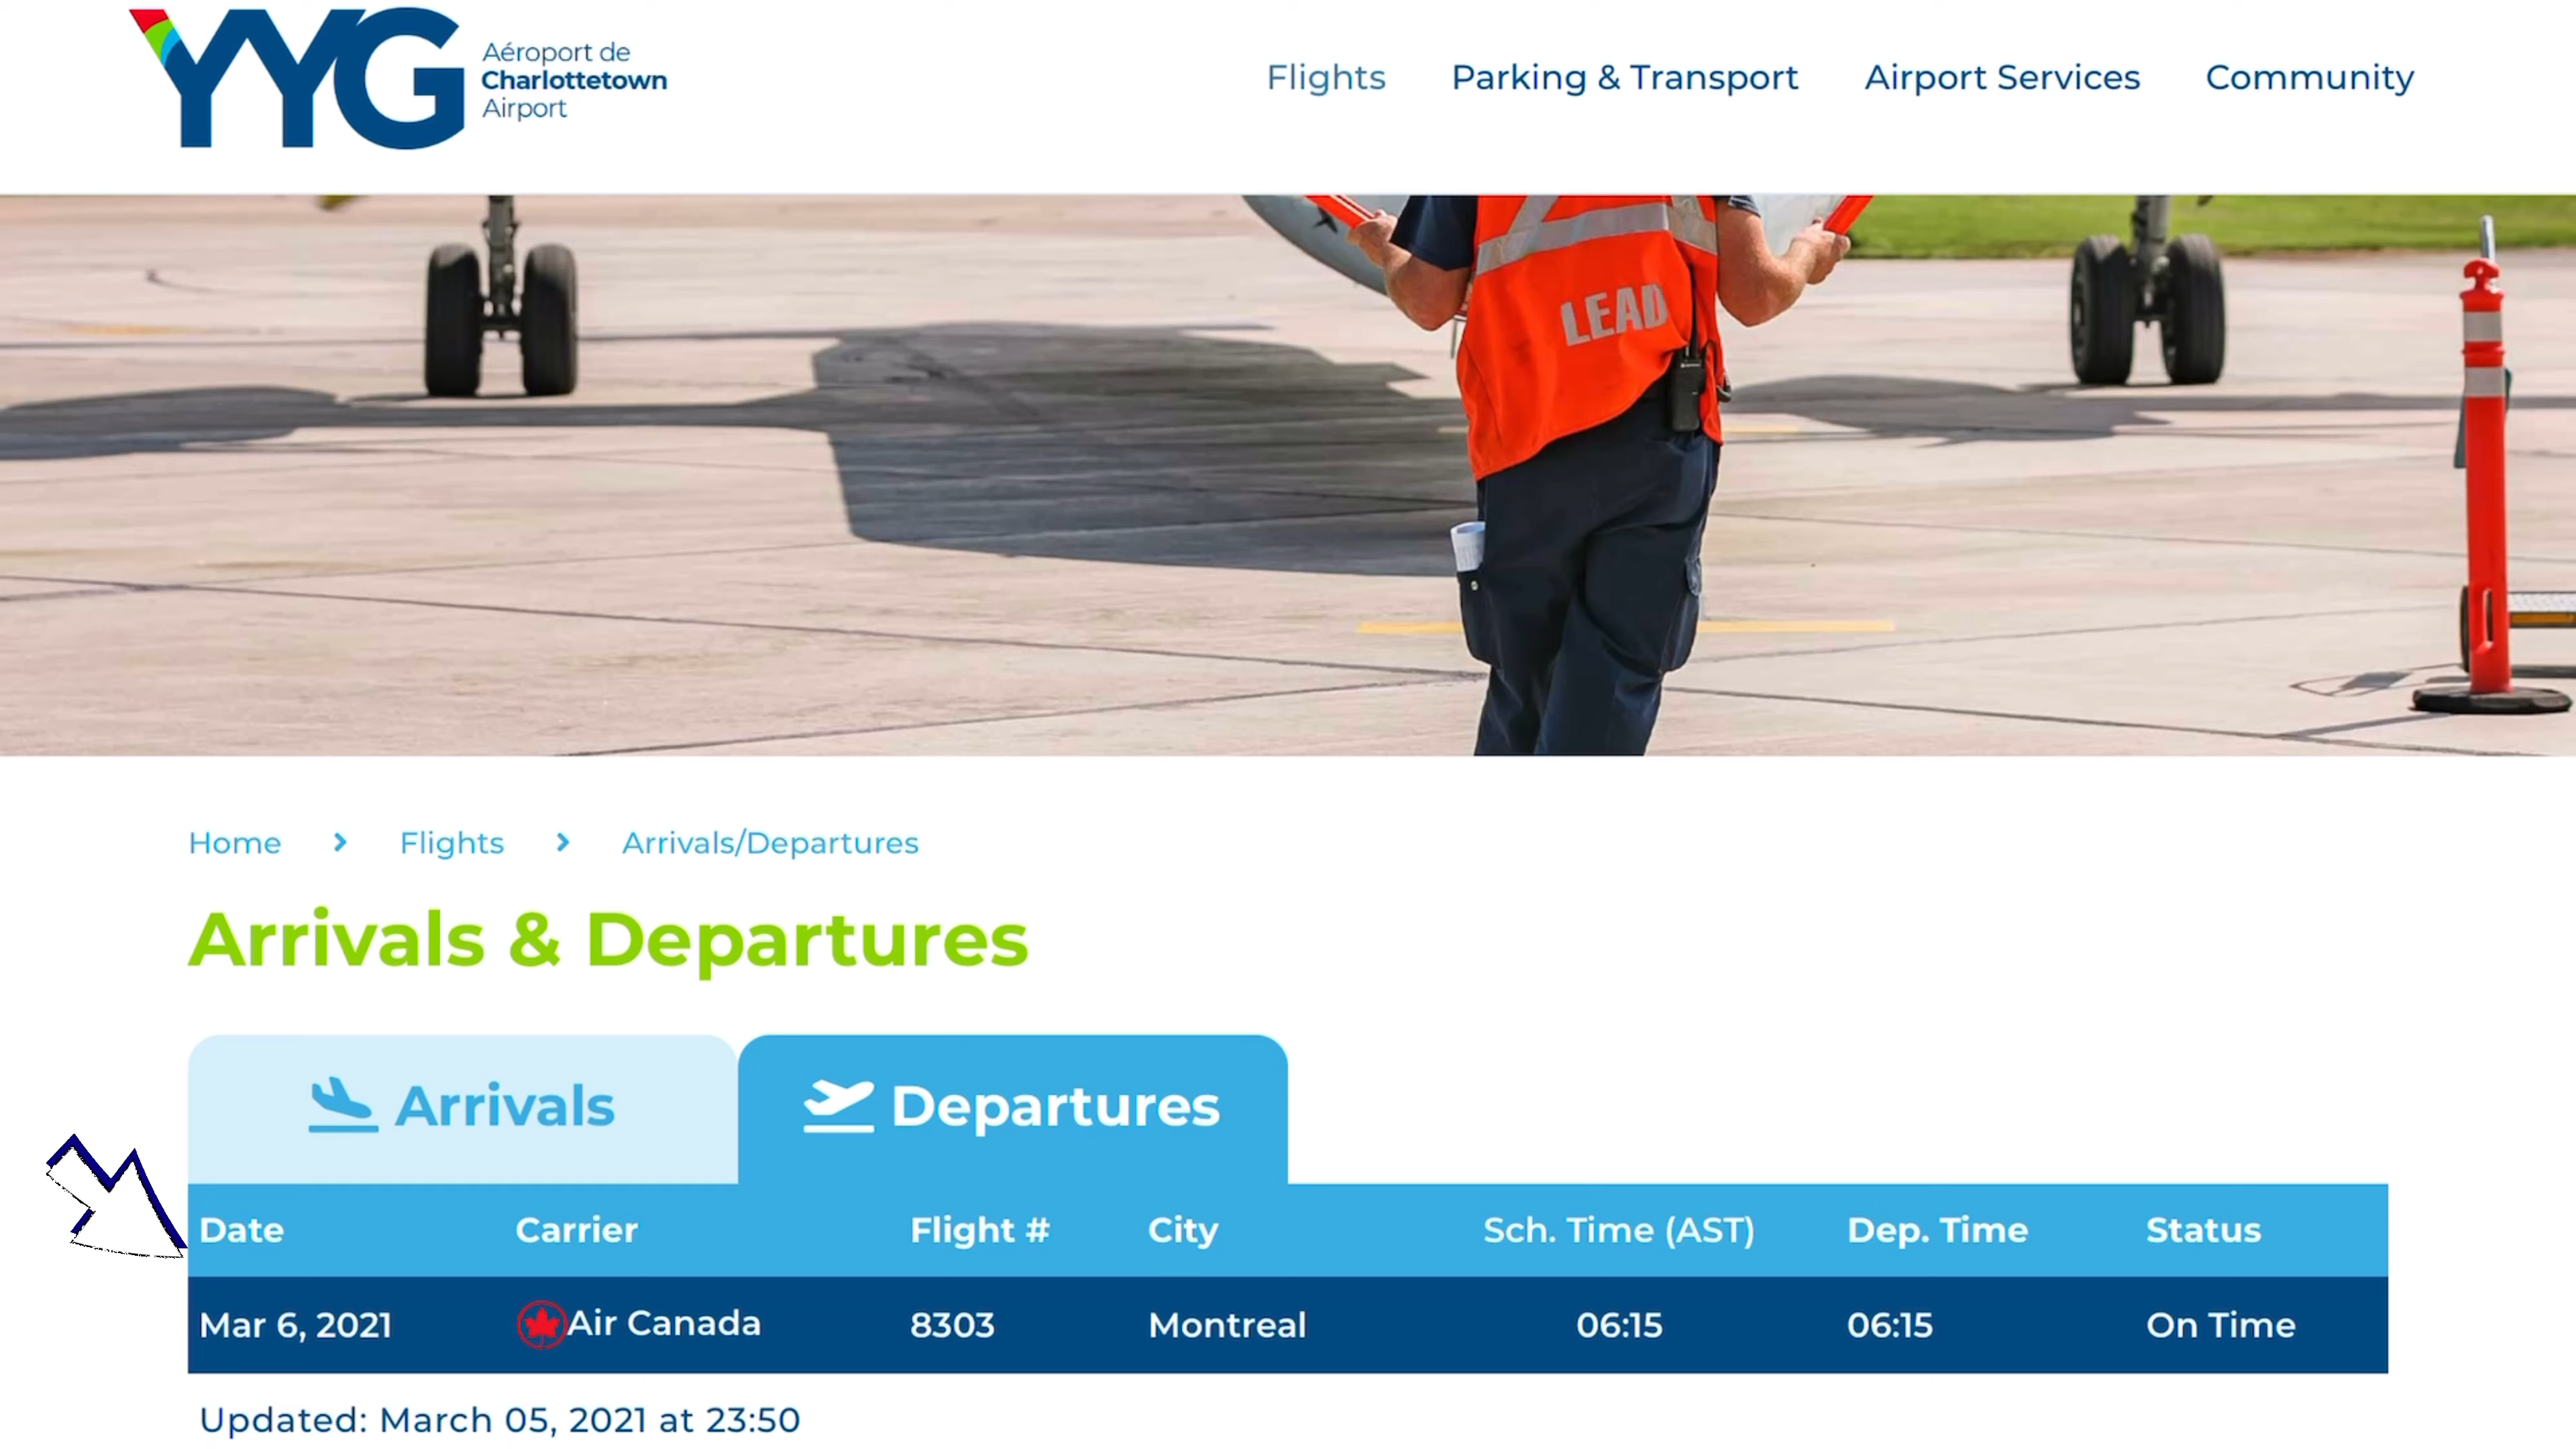 YYG
Aéroport de
Charlottetown
Airport
Flights Parking & Transport Airport Services Community
LEAD
Home > Flights > Arrivals/Departures
Arrivals & Departures
Arrivals Departures
Date Carrier Flight # City Sch. Time (AST) Dep. Time Status
Mar 6, 2021 Air Canada 8303 Montreal 06:15 06:15 On Time
Updated: March 05, 2021 at 23:50